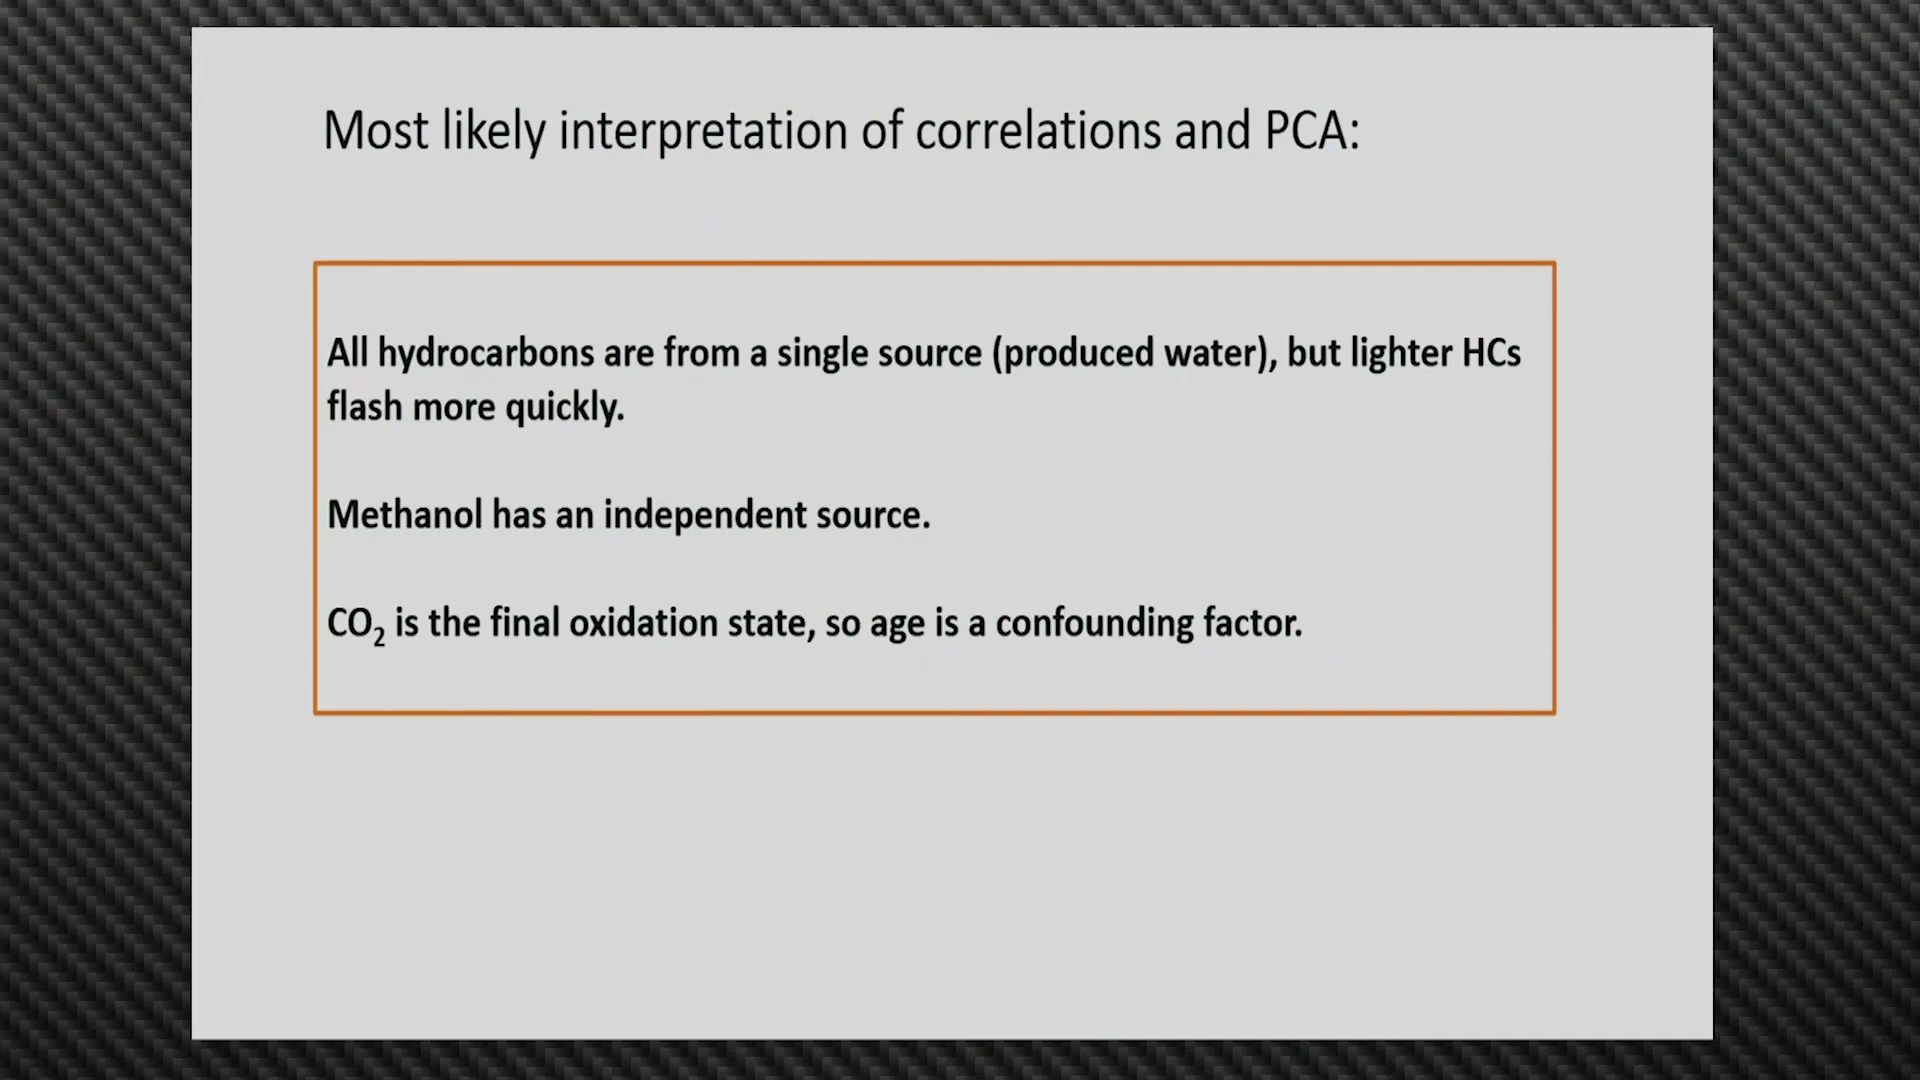 Most likely interpretation of correlations and PCA:
All hydrocarbons are from a single source (produced water), but lighter HCs
flash more quickly.
Methanol has an independent source.
CO₂ is the final oxidation state, so age is a confounding factor.